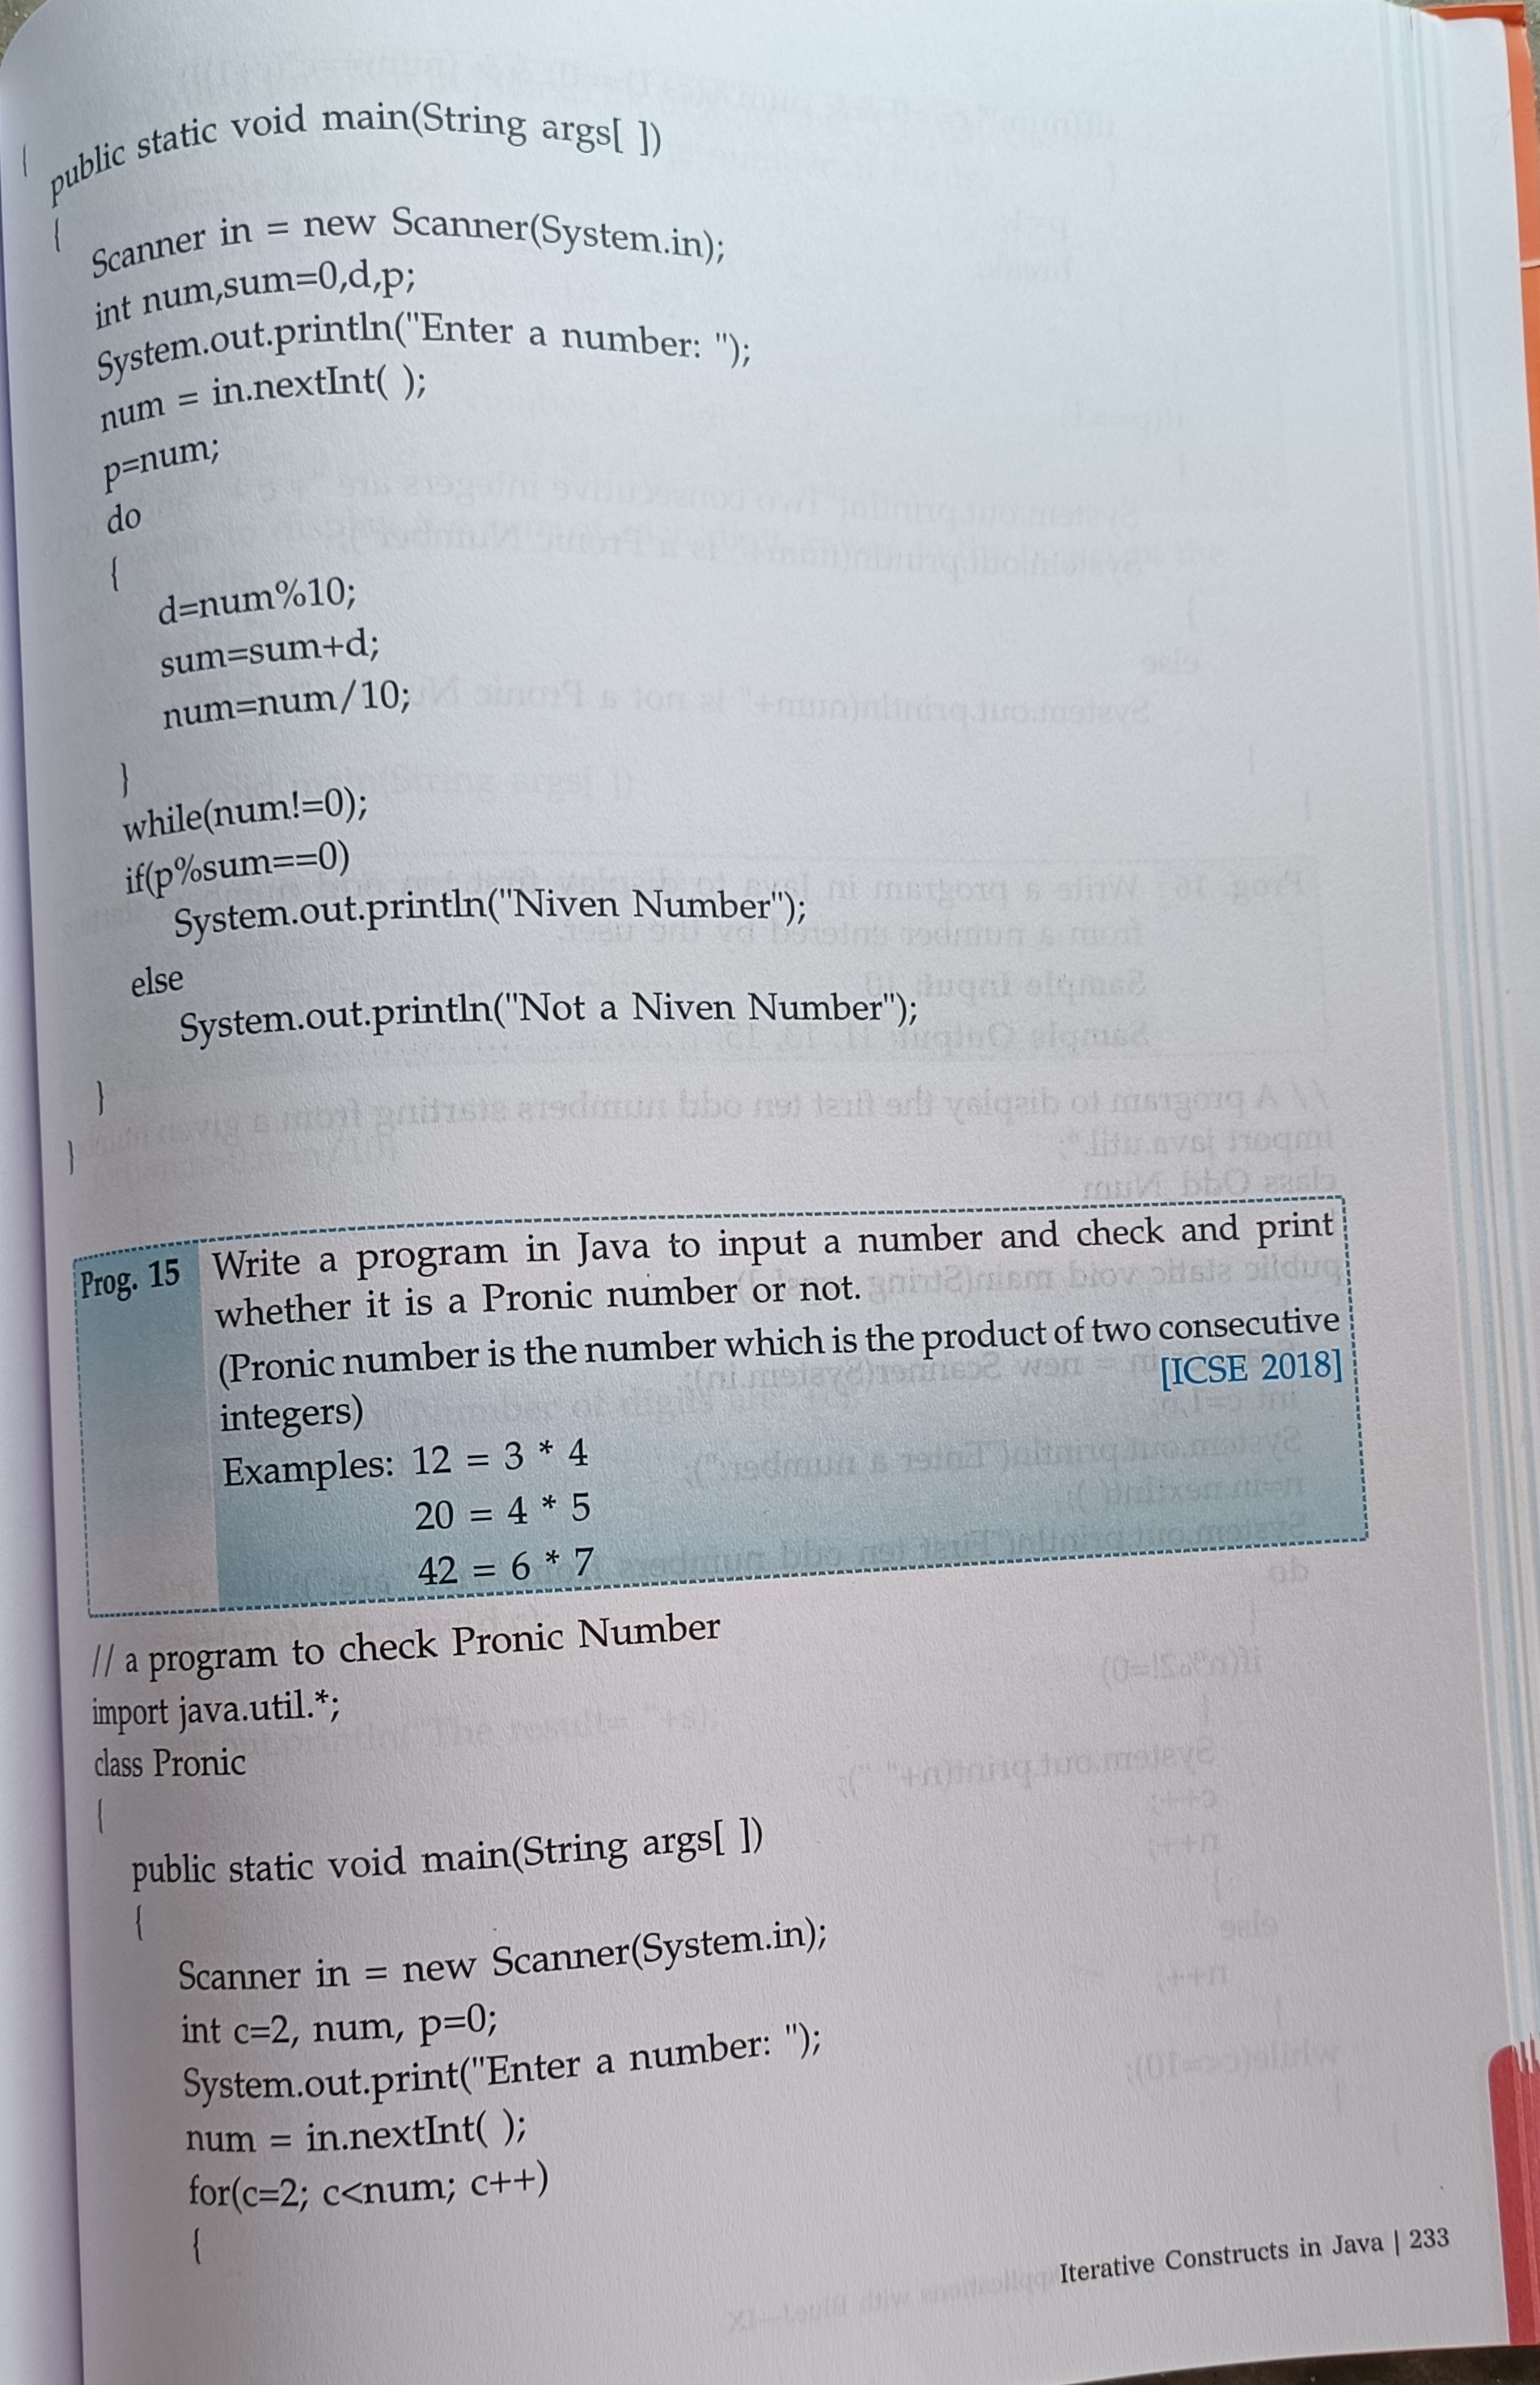 {
public static void main(String args[ ])
{
Scanner in = new Scanner(System.in);
int num,sum=0,d,p;
System.out.println("Enter a number: ");
num = in.nextInt( );
p=num;
do
{
d=num%10;
sum=sum+d;
num=num/10;
}
while(num!=0);
if(p%sum==0)
System.out.println("Niven Number");
else
System.out.println("Not a Niven Number");
}
}
Prog. 15 Write a program in Java to input a number and check and print
whether it is a Pronic number or not.
(Pronic number is the number which is the product of two consecutive
integers) [ICSE 2018]
Examples: 12 = 3 * 4
20 = 4 * 5
42 = 6 * 7
// a program to check Pronic Number
import java.util.*;
class Pronic
{
public static void main(String args[ ])
{
Scanner in = new Scanner(System.in);
int c=2, num, p=0;
System.out.print("Enter a number: ");
num = in.nextInt( );
for(c=2; c<num; c++)
{
Iterative Constructs in Java | 233